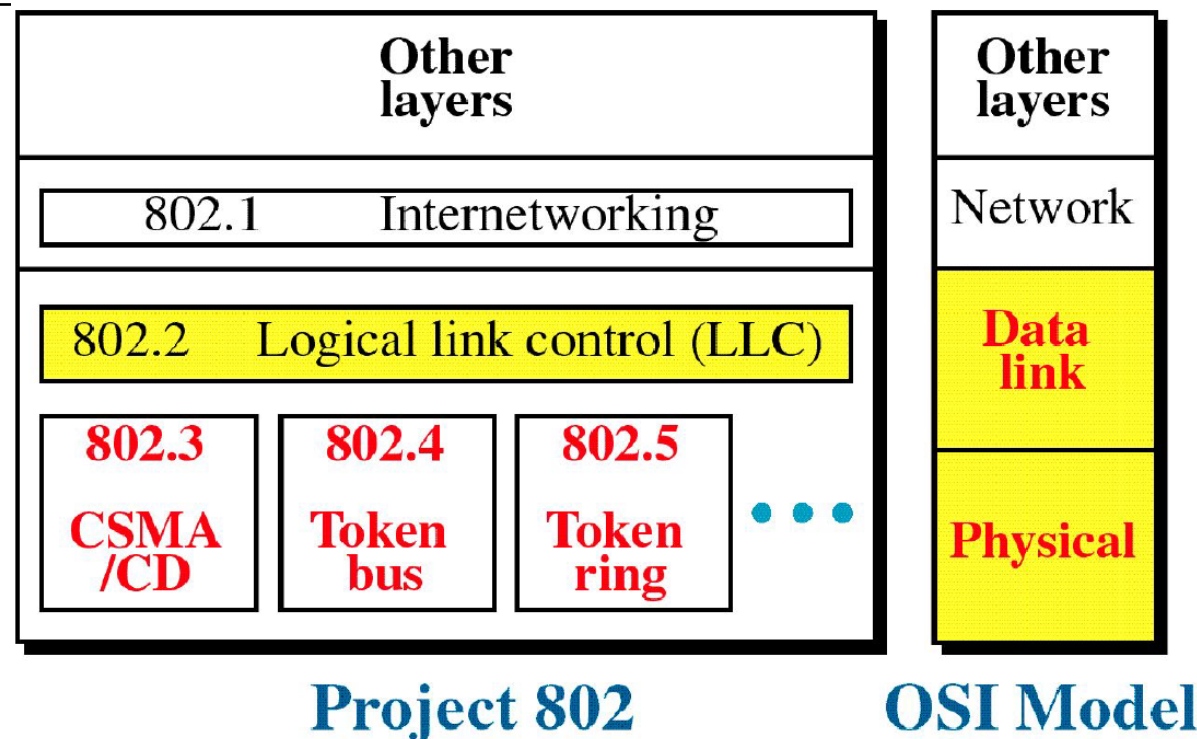 Other
layers
802.1 Internetworking
802.2 Logical link control (LLC)
802.3
CSMA
/CD
802.4
Token
bus
802.5
Token
ring
Project 802
Other
layers
Network
Data
link
Physical
OSI Model